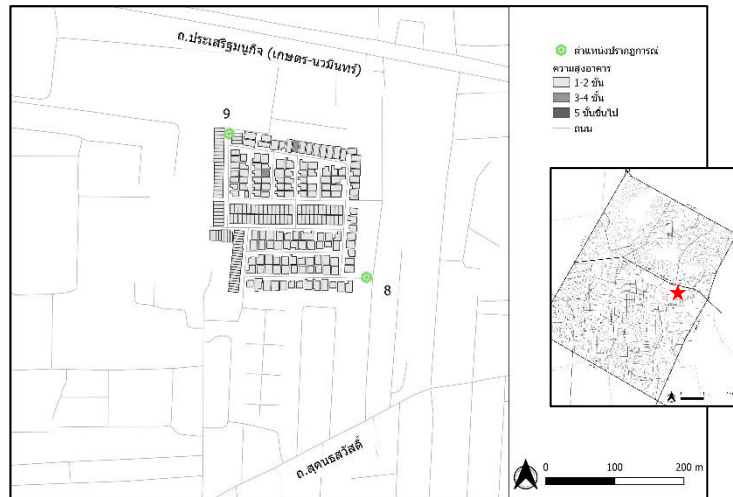 ถ.ประเสริฐมนูกิจ (เกษตร-นวมินทร์)
9
8
ถ.สุคนธสวัสดิ์
ตำแหน่งปรากฏการณ์
ความสูงอาคาร
1-2 ชั้น
3-4 ชั้น
5 ชั้นขึ้นไป
ถนน
0 100 200 m